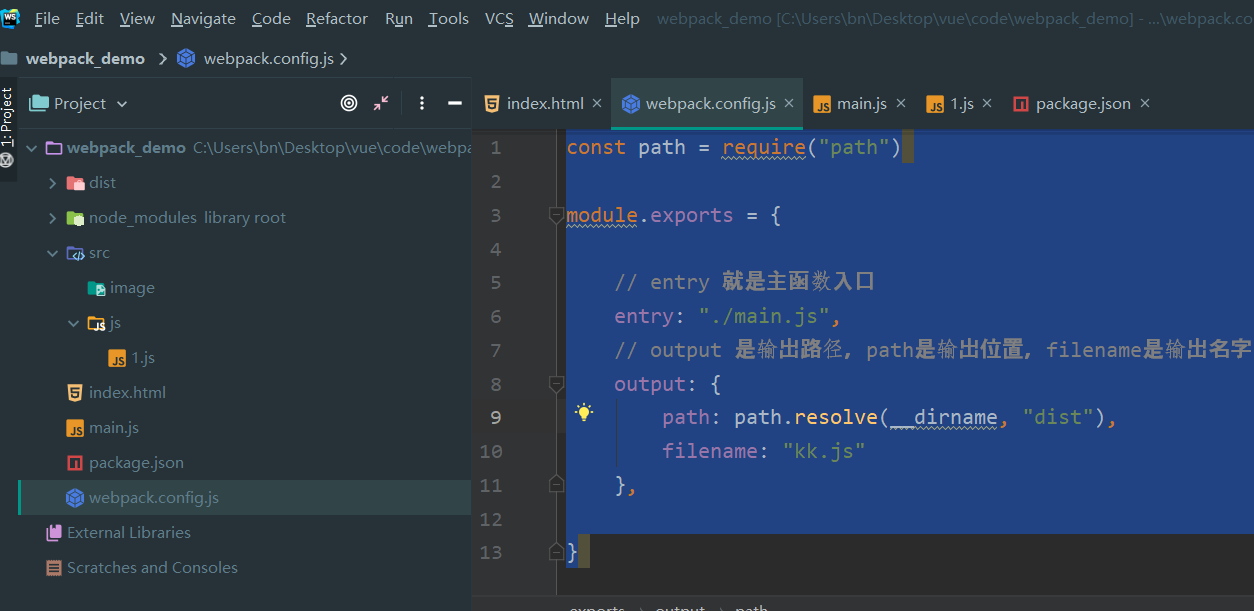 File Edit View Navigate Code Refactor Run Tools VCS Window Help webpack_demo [C:\Users\bn\Desktop\vue\code\webpack_demo] - ...\webpack.co
webpack_demo webpack.config.js
1: Project
Project
index.html
webpack.config.js
main.js
1.js
package.json
webpack_demo C:\Users\bn\Desktop\vue\code\webpa
dist
node_modules library root
src
image
js
1.js
index.html
main.js
package.json
webpack.config.js
External Libraries
Scratches and Consoles
1 const path = require("path")
2
3 module.exports = {
4
5 // entry 就是主函数入口
6 entry: "./main.js",
7 // output 是输出路径, path是输出位置, filename是输出名字
8 output: {
9 path: path.resolve(__dirname, "dist"),
10 filename: "kk.js"
11 },
12
13 }
exports › output › path